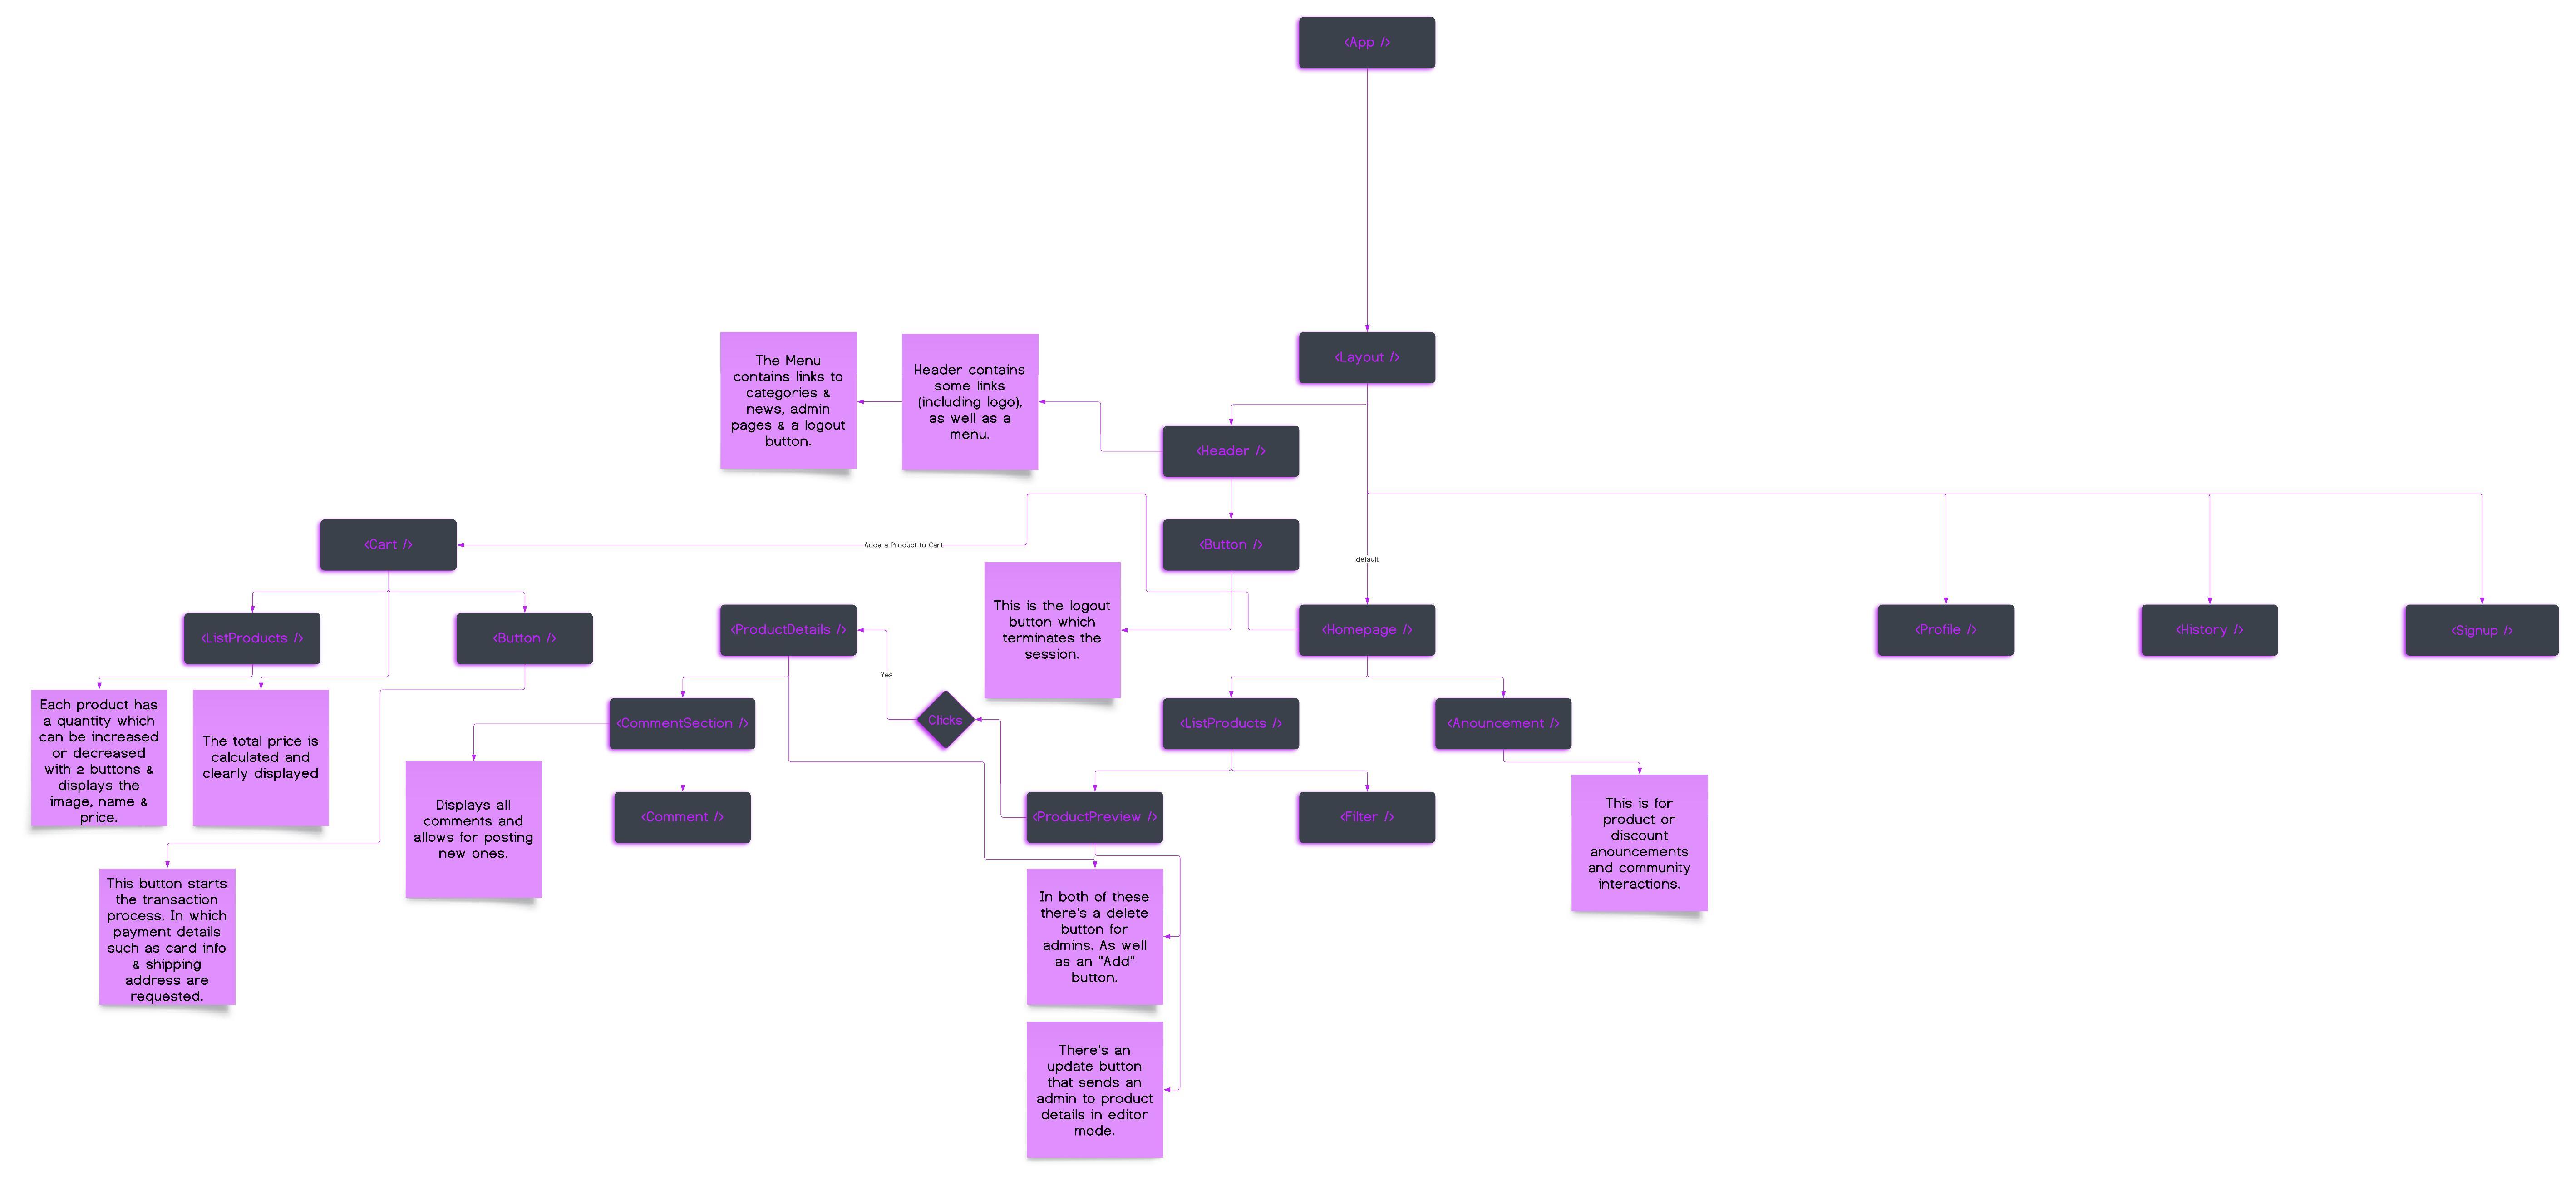 <App />
<Layout />
The Menu
contains links to
categories &
news, admin
pages & a logout
button.
Header contains
some links
(including logo),
as well as a
menu.
<Header />
<Cart />
Adds a Product to Cart
<Button />
default
<ListProducts />
<Button />
<ProductDetails />
This is the logout
button which
terminates the
session.
<Homepage />
<Profile />
<History />
<Signup />
Yes
Each product has
a quantity which
can be increased
or decreased
with 2 buttons &
displays the
image, name &
price.
The total price is
calculated and
clearly displayed
<CommentSection />
Clicks
<ListProducts />
<Anouncement />
Displays all
comments and
allows for posting
new ones.
<Comment />
<ProductPreview />
<Filter />
This is for
product or
discount
anouncements
and community
interactions.
This button starts
the transaction
process. In which
payment details
such as card info
& shipping
address are
requested.
In both of these
there's a delete
button for
admins. As well
as an "Add"
button.
There's an
update button
that sends an
admin to product
details in editor
mode.